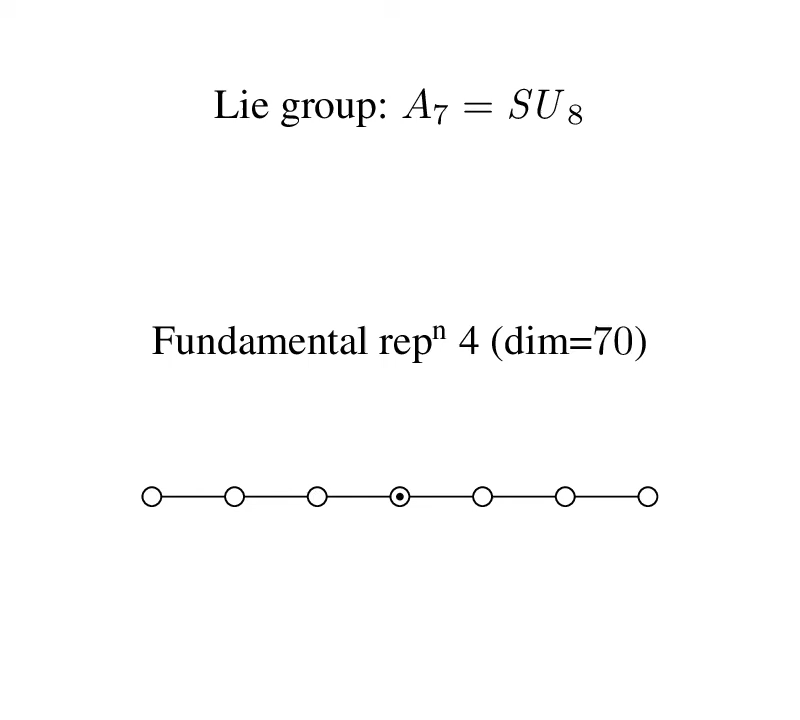 Lie group: A₇ = SU₈
Fundamental repⁿ 4 (dim=70)